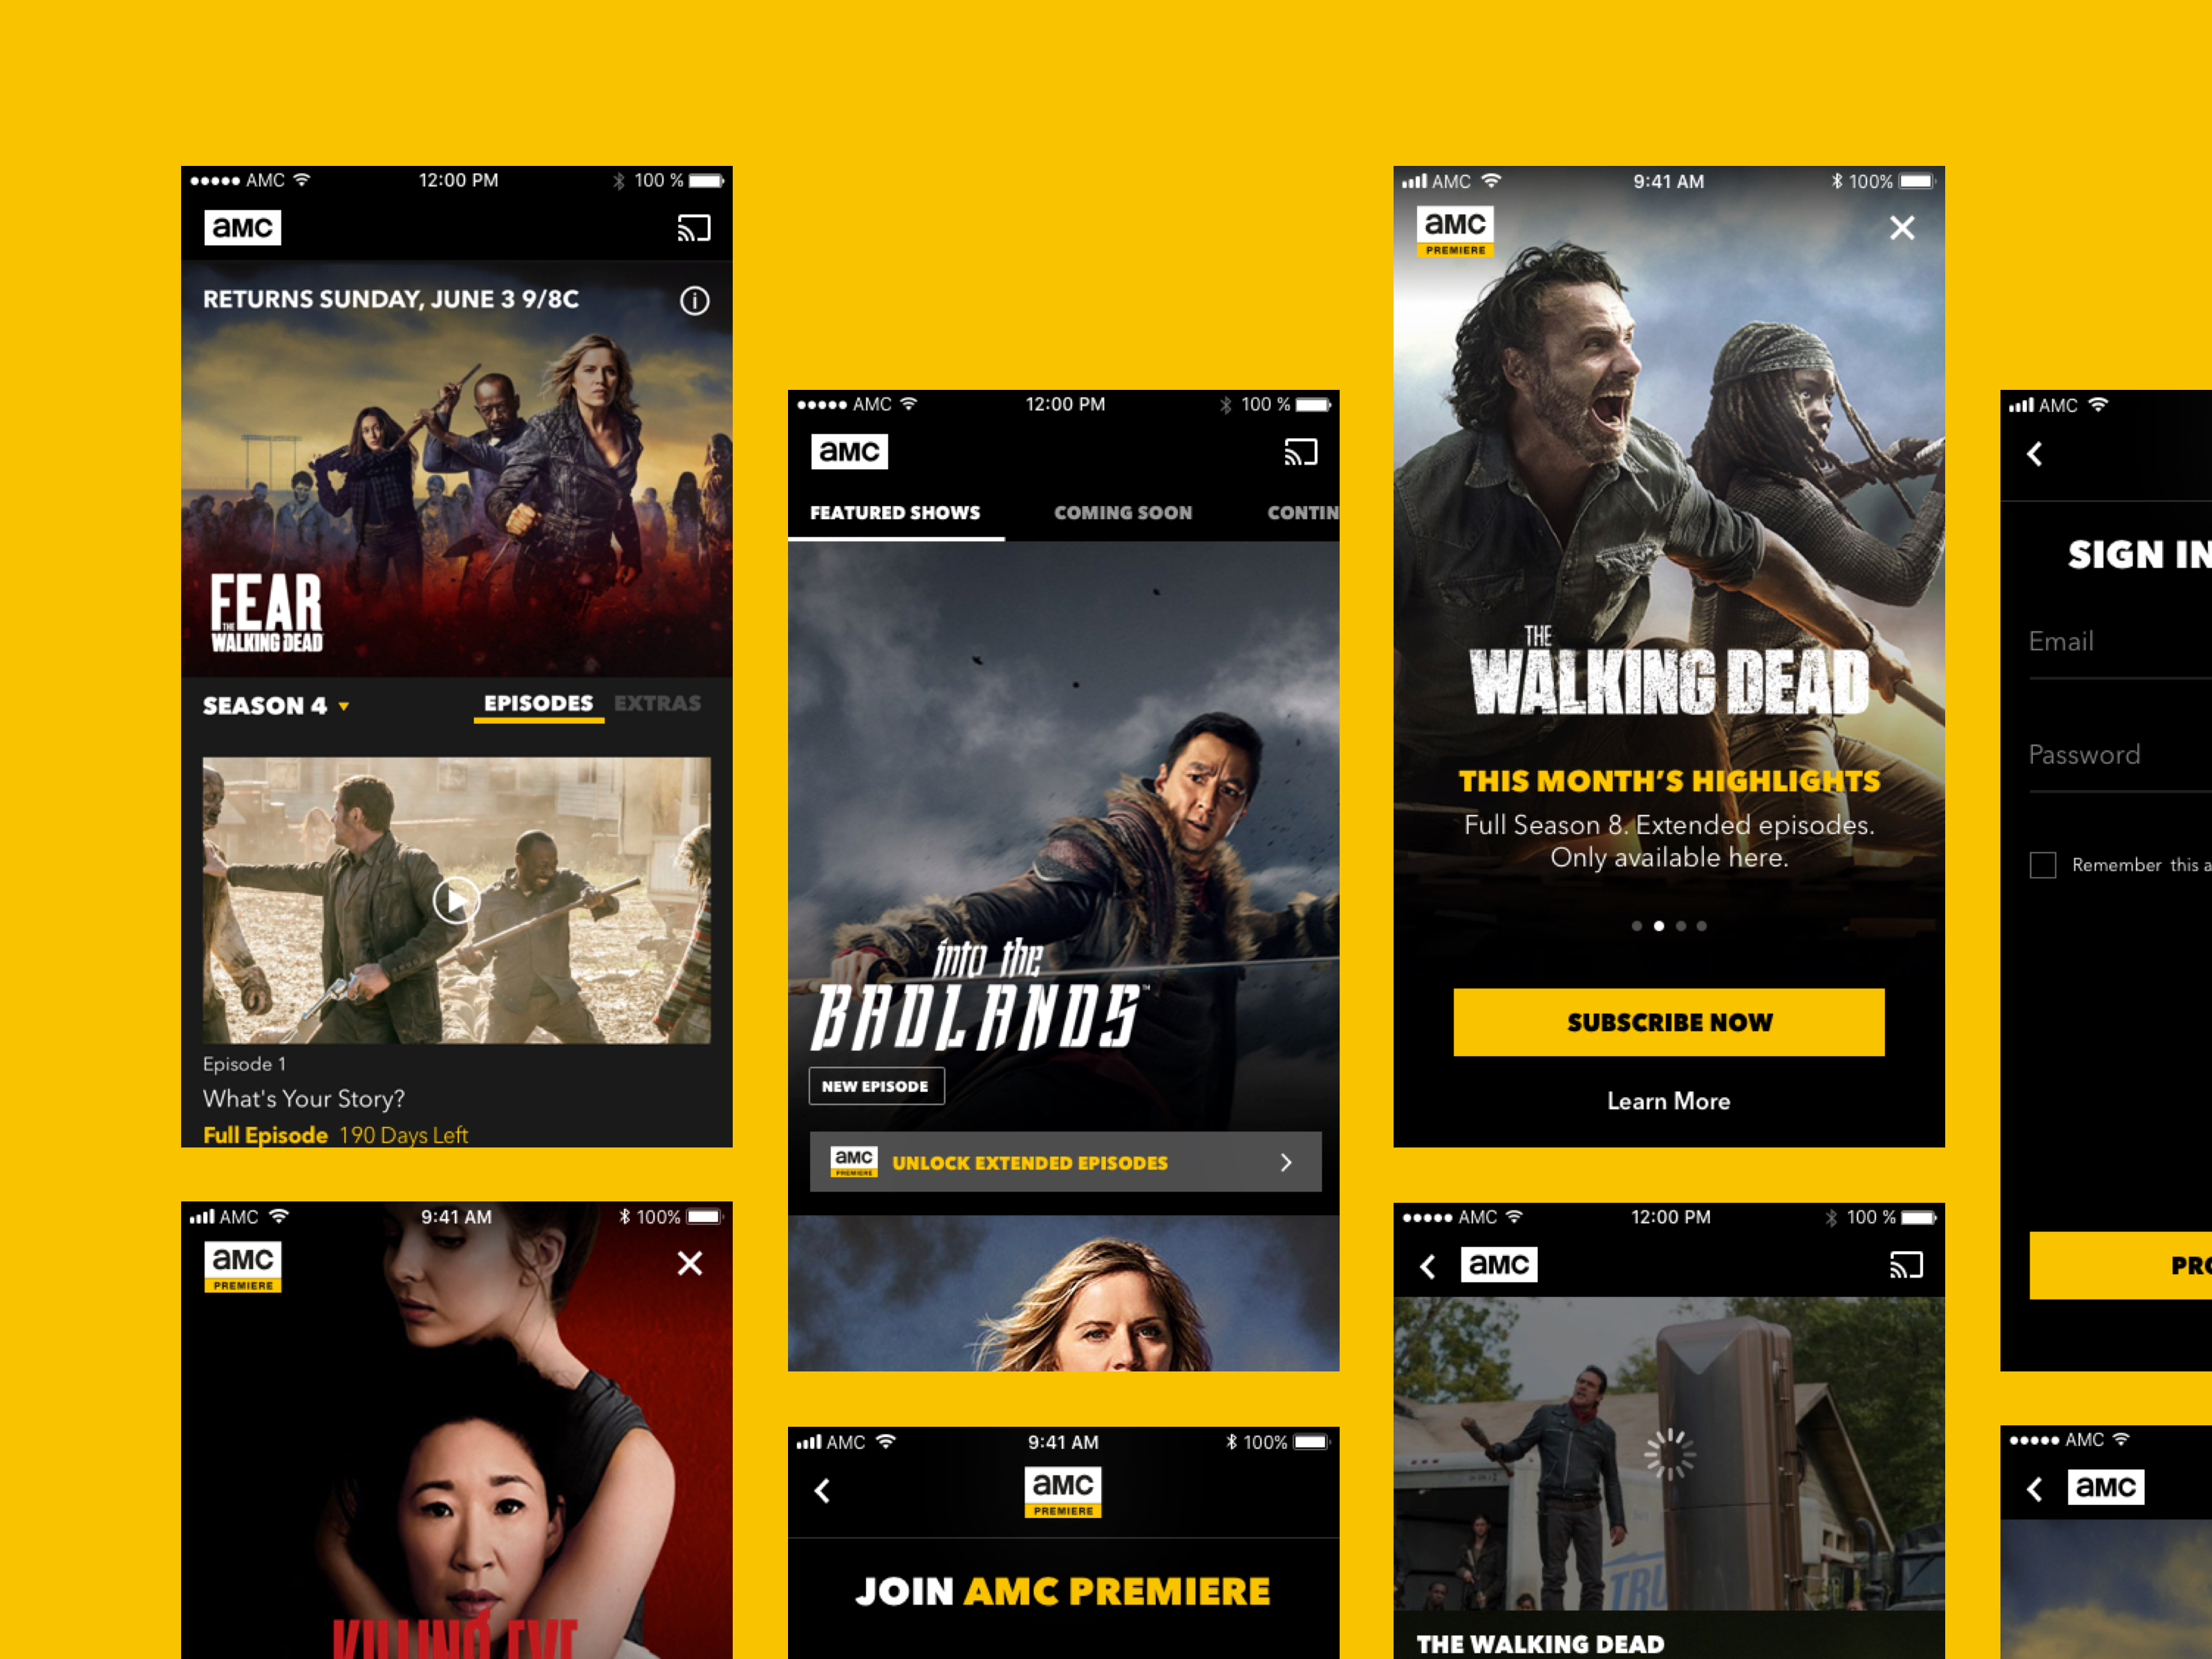 AMC 12:00 PM 100 %
aMC
RETURNS SUNDAY, JUNE 3 9/8C
FEAR
THE
WALKING DEAD
SEASON 4 EPISODES EXTRAS
Episode 1
What's Your Story?
Full Episode 190 Days Left
AMC 9:41 AM 100%
aMC
PREMIERE
KILLING EVE
AMC 12:00 PM 100 %
aMC
FEATURED SHOWS COMING SOON CONTIN
into the
BADLANDS™
NEW EPISODE
aMC
PREMIERE
UNLOCK EXTENDED EPISODES
AMC 9:41 AM 100%
aMC
PREMIERE
JOIN AMC PREMIERE
AMC 9:41 AM 100%
aMC
PREMIERE
THE
WALKING DEAD
THIS MONTH’S HIGHLIGHTS
Full Season 8. Extended episodes.
Only available here.
SUBSCRIBE NOW
Learn More
AMC 12:00 PM 100 %
aMC
TRU
THE WALKING DEAD
AMC
SIGN IN
Email
Password
Remember this a
PRO
AMC
aMC